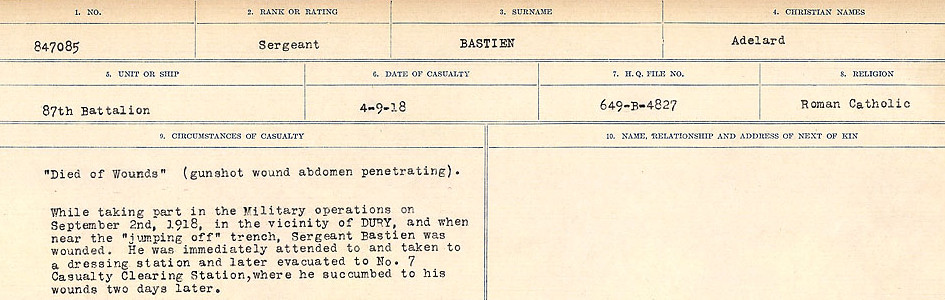 1. NO. 2. RANK OR RATING 3. SURNAME 4. CHRISTIAN NAMES
847085 Sergeant BASTIEN Adelard
5. UNIT OR SHIP 6. DATE OF CASUALTY 7. H. Q. FILE NO. 8. RELIGION
87th Battalion 4-9-18 649-B-4827 Roman Catholic
9. CIRCUMSTANCES OF CASUALTY 10. NAME, RELATIONSHIP AND ADDRESS OF NEXT OF KIN
"Died of Wounds" (gunshot wound abdomen penetrating).
While taking part in the Military operations on
September 2nd, 1918, in the vicinity of DURY, and when
near the "jumping off" trench, Sergeant Bastien was
wounded. He was immediately attended to and taken to
a dressing station and later evacuated to No. 7
Casualty Clearing Station,where he succumbed to his
wounds two days later.